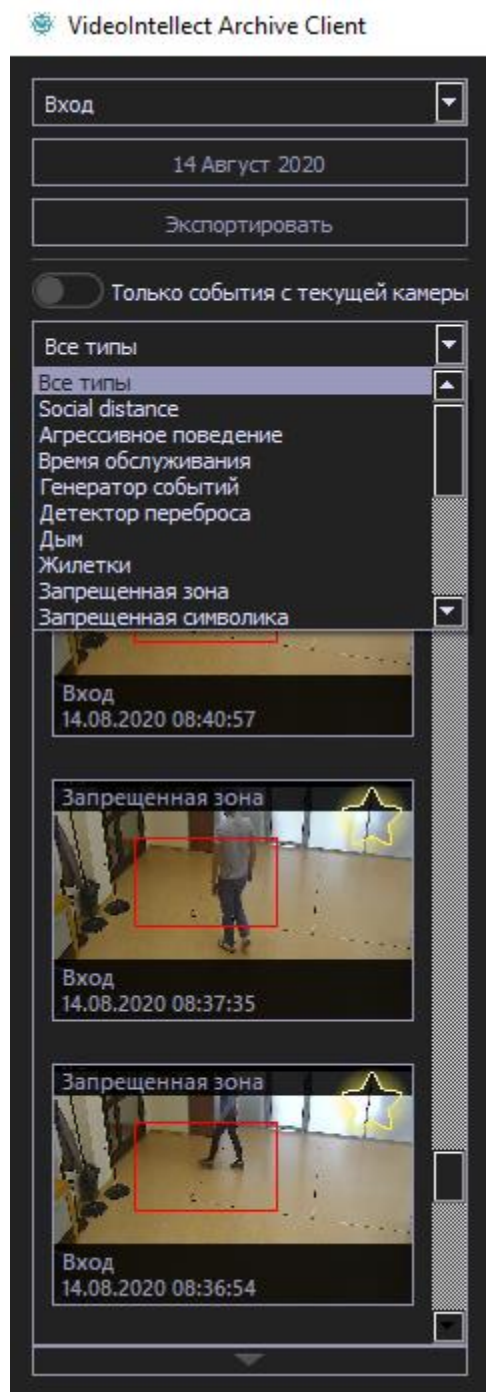 VideoIntellect Archive Client
Вход
14 Август 2020
Экспортировать
Только события с текущей камеры
Все типы
Все типы
Social distance
Агрессивное поведение
Время обслуживания
Генератор событий
Детектор переброса
Дым
Жилетки
Запрещенная зона
Запрещенная символика
Вход
14.08.2020 08:40:57
Запрещенная зона
Вход
14.08.2020 08:37:35
Запрещенная зона
Вход
14.08.2020 08:36:54